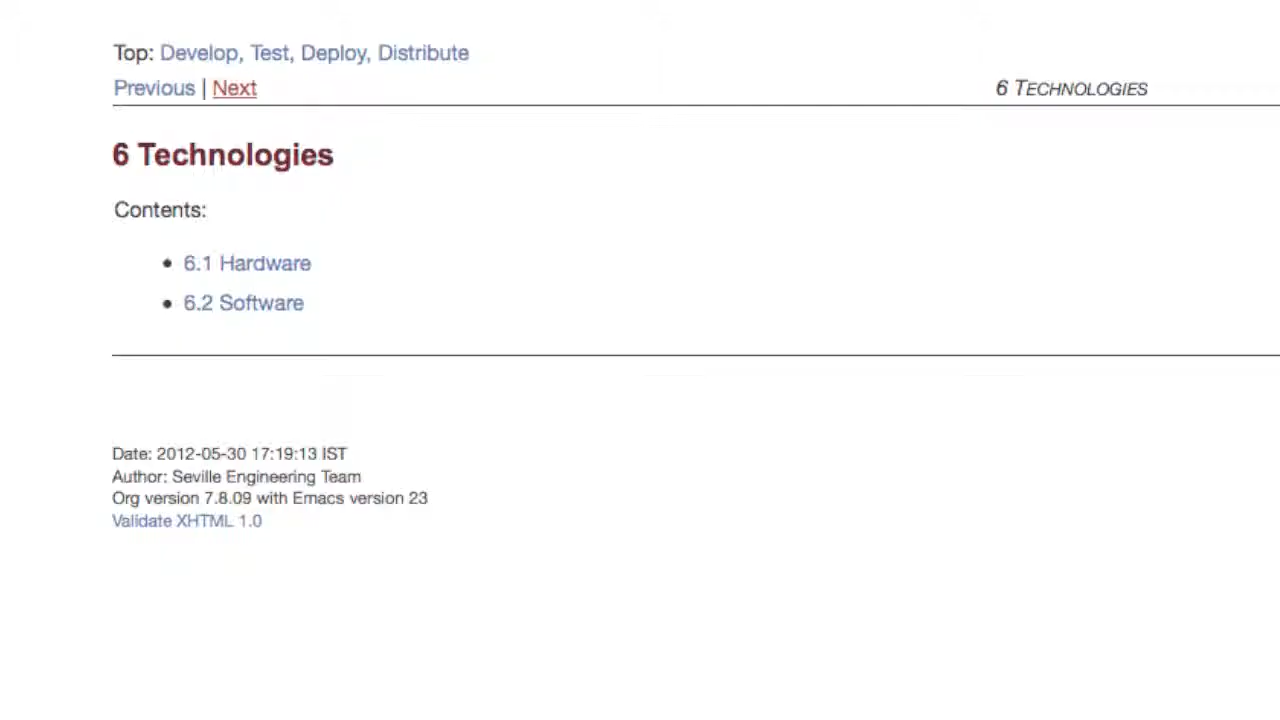 Top: Develop, Test, Deploy, Distribute
Previous | Next
6 TECHNOLOGIES
6 Technologies
Contents:
• 6.1 Hardware
• 6.2 Software
Date: 2012-05-30 17:19:13 IST
Author: Seville Engineering Team
Org version 7.8.09 with Emacs version 23
Validate XHTML 1.0